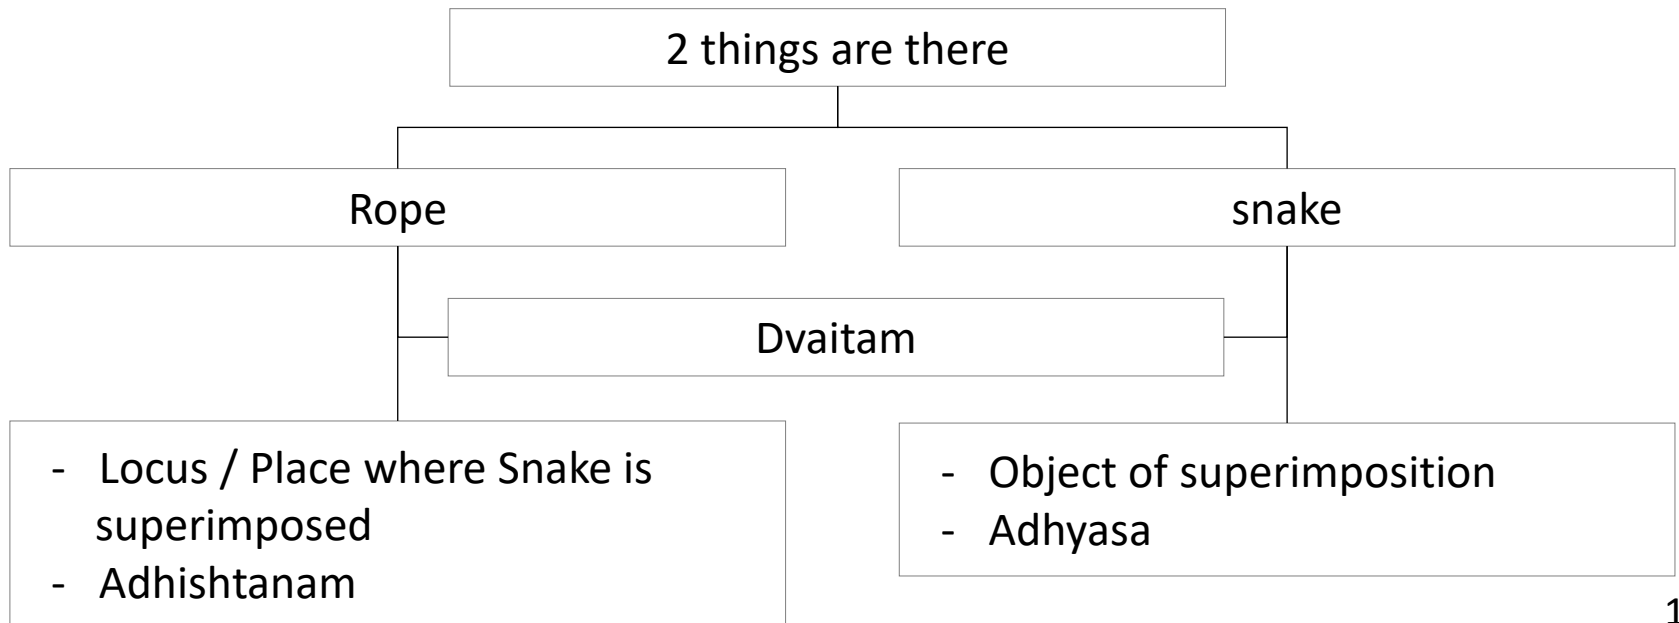 2 things are there
Rope
snake
Dvaitam
- Locus / Place where Snake is
superimposed
- Adhishtanam
- Object of superimposition
- Adhyasa
1